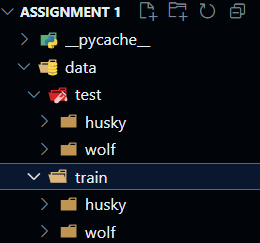 ASSIGNMENT 1
__pycache__
data
test
husky
wolf
train
husky
wolf